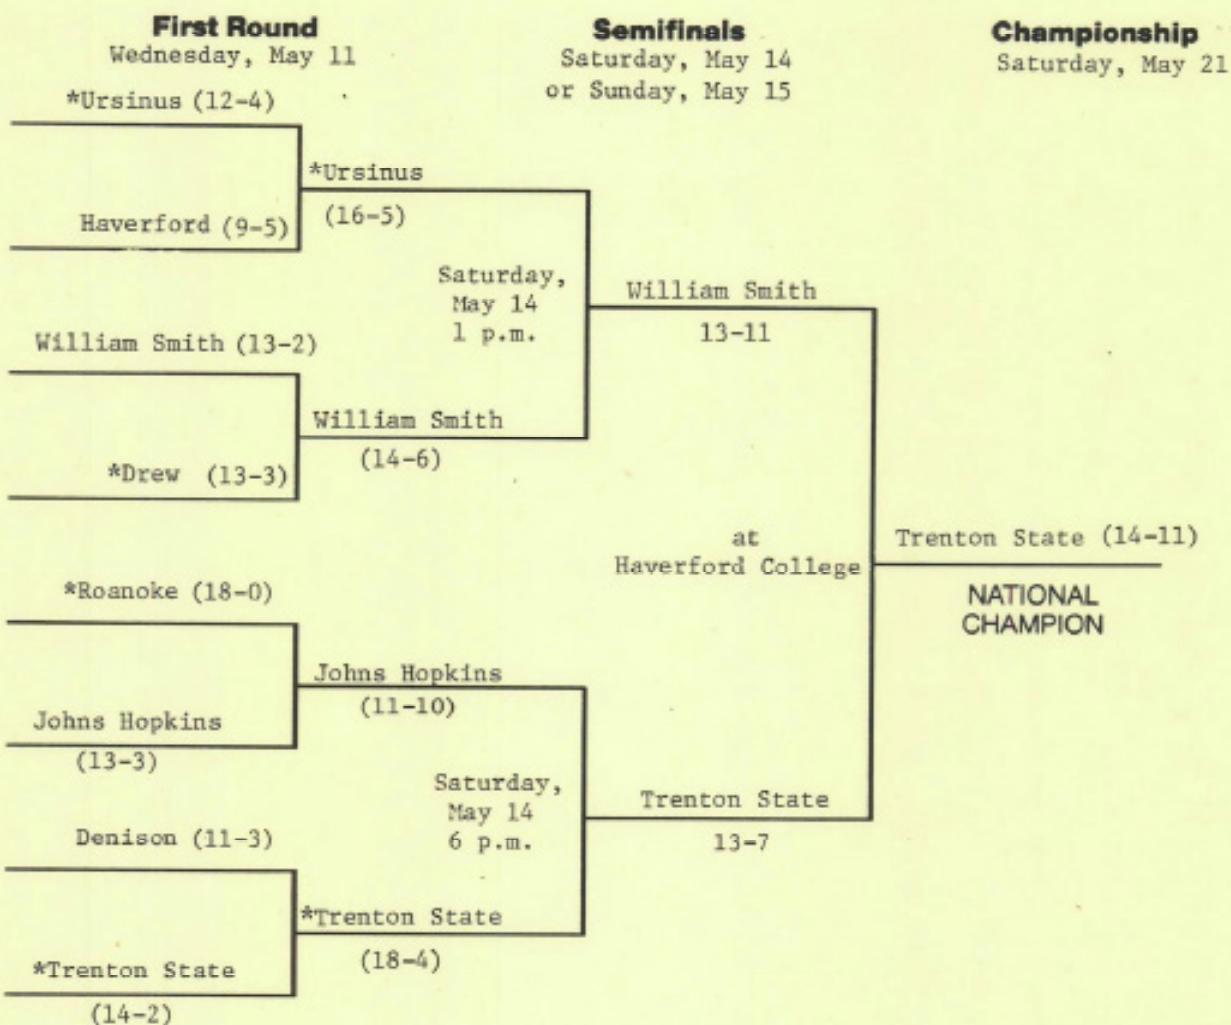 First Round
Wednesday, May 11
Semifinals
Saturday, May 14
or Sunday, May 15
Championship
Saturday, May 21
*Ursinus (12-4)
*Ursinus
(16-5)
Haverford (9-5)
Saturday,
May 14
1 p.m.
William Smith
13-11
William Smith (13-2)
William Smith
(14-6)
*Drew (13-3)
at
Haverford College
Trenton State (14-11)
NATIONAL
CHAMPION
*Roanoke (18-0)
Johns Hopkins
(11-10)
Johns Hopkins
(13-3)
Saturday,
May 14
6 p.m.
Trenton State
13-7
Denison (11-3)
*Trenton State
(18-4)
*Trenton State
(14-2)